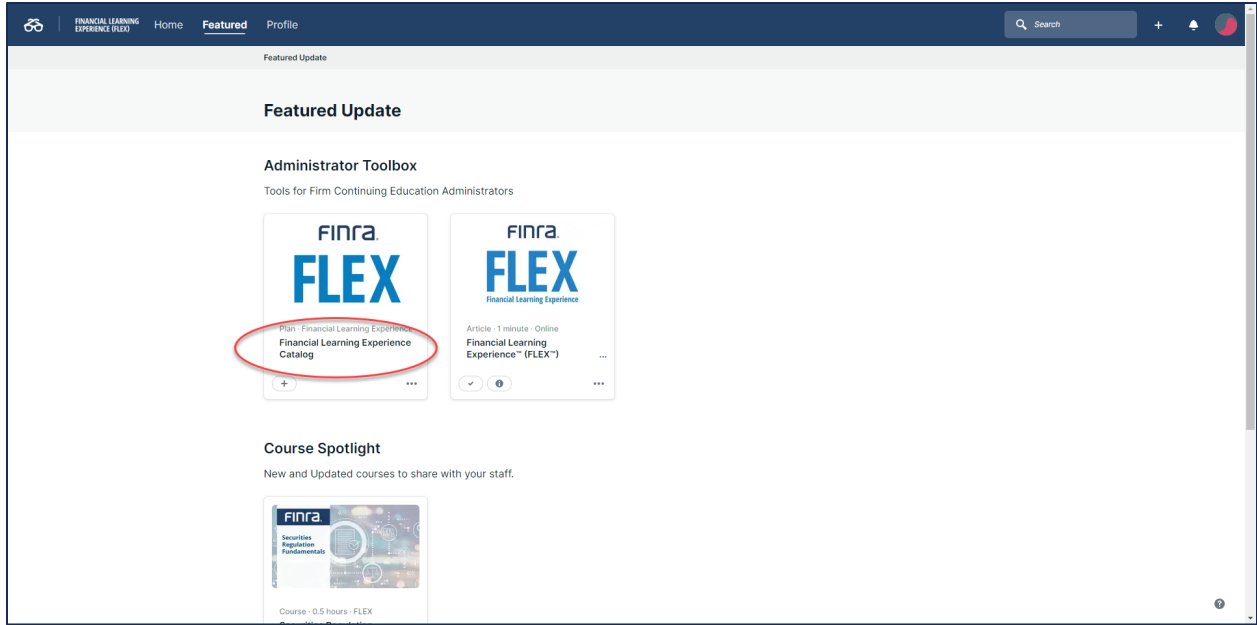 FINANCIAL LEARNING
EXPERIENCE (FLEX)
Home
Featured
Profile
Search
Featured Update
Featured Update
Administrator Toolbox
Tools for Firm Continuing Education Administrators
FINRA
FLEX
Plan · Financial Learning Experience
Financial Learning Experience
Catalog
FINRA
FLEX
Financial Learning Experience
Article · 1 minute · Online
Financial Learning
Experience™ (FLEX™)
...
Course Spotlight
New and Updated courses to share with your staff.
FINRA
Securities
Regulation
Fundamentals
Course · 0.5 hours · FLEX
Securities Regulation